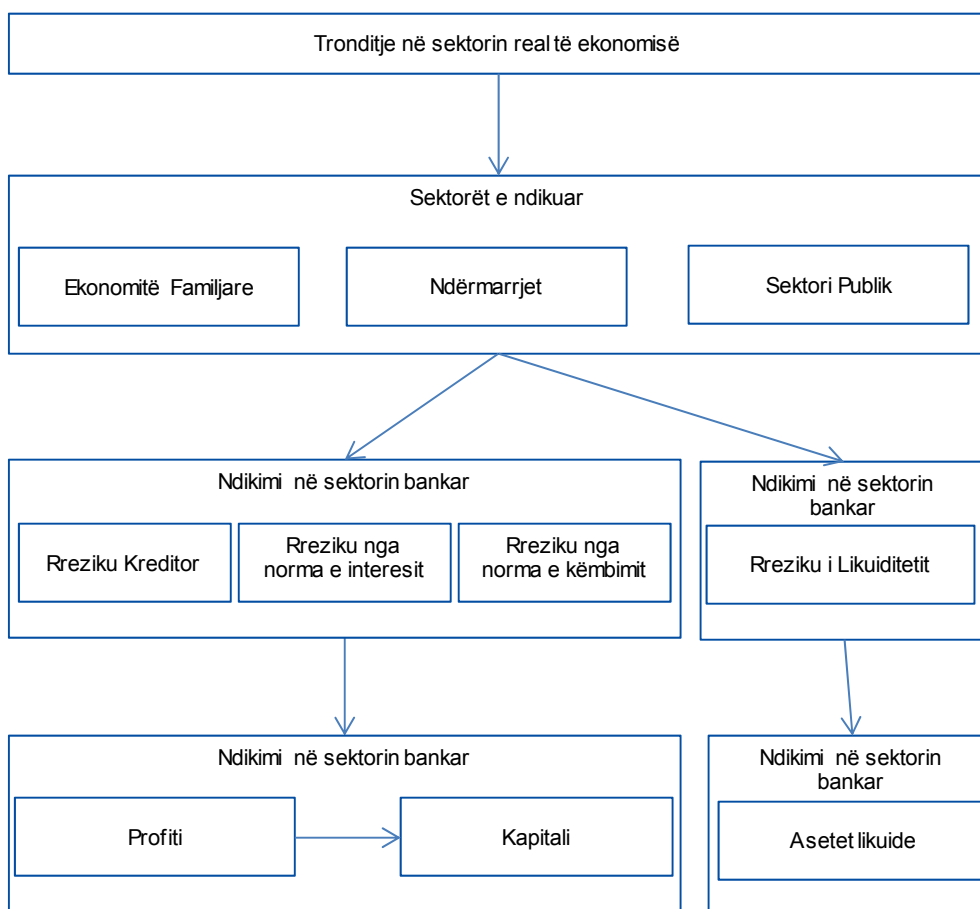 Tronditje në sektorin real të ekonomisë
Sektorët e ndikuar
Ekonomitë Familjare
Ndërmarrjet
Sektori Publik
Ndikimi në sektorin bankar
Rreziku Kreditor
Rreziku nga
norma e interesit
Rreziku nga
norma e këmbimit
Ndikimi në sektorin
bankar
Rreziku i Likuiditetit
Ndikimi në sektorin bankar
Profiti
Kapitali
Ndikimi në sektorin
bankar
Asetet likuide